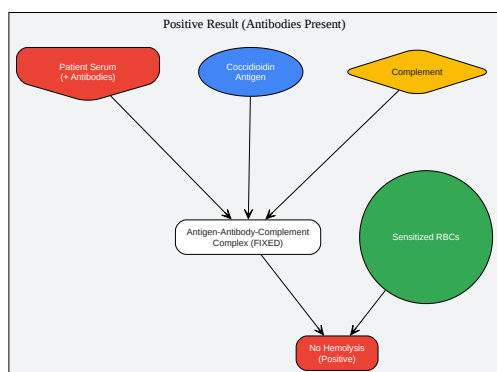 Positive Result (Antibodies Present)
Patient Serum
(+ Antibodies)
Coccidioidin
Antigen
Complement
Antigen-Antibody-Complement
Complex (FIXED)
Sensitized RBCs
No Hemolysis
(Positive)